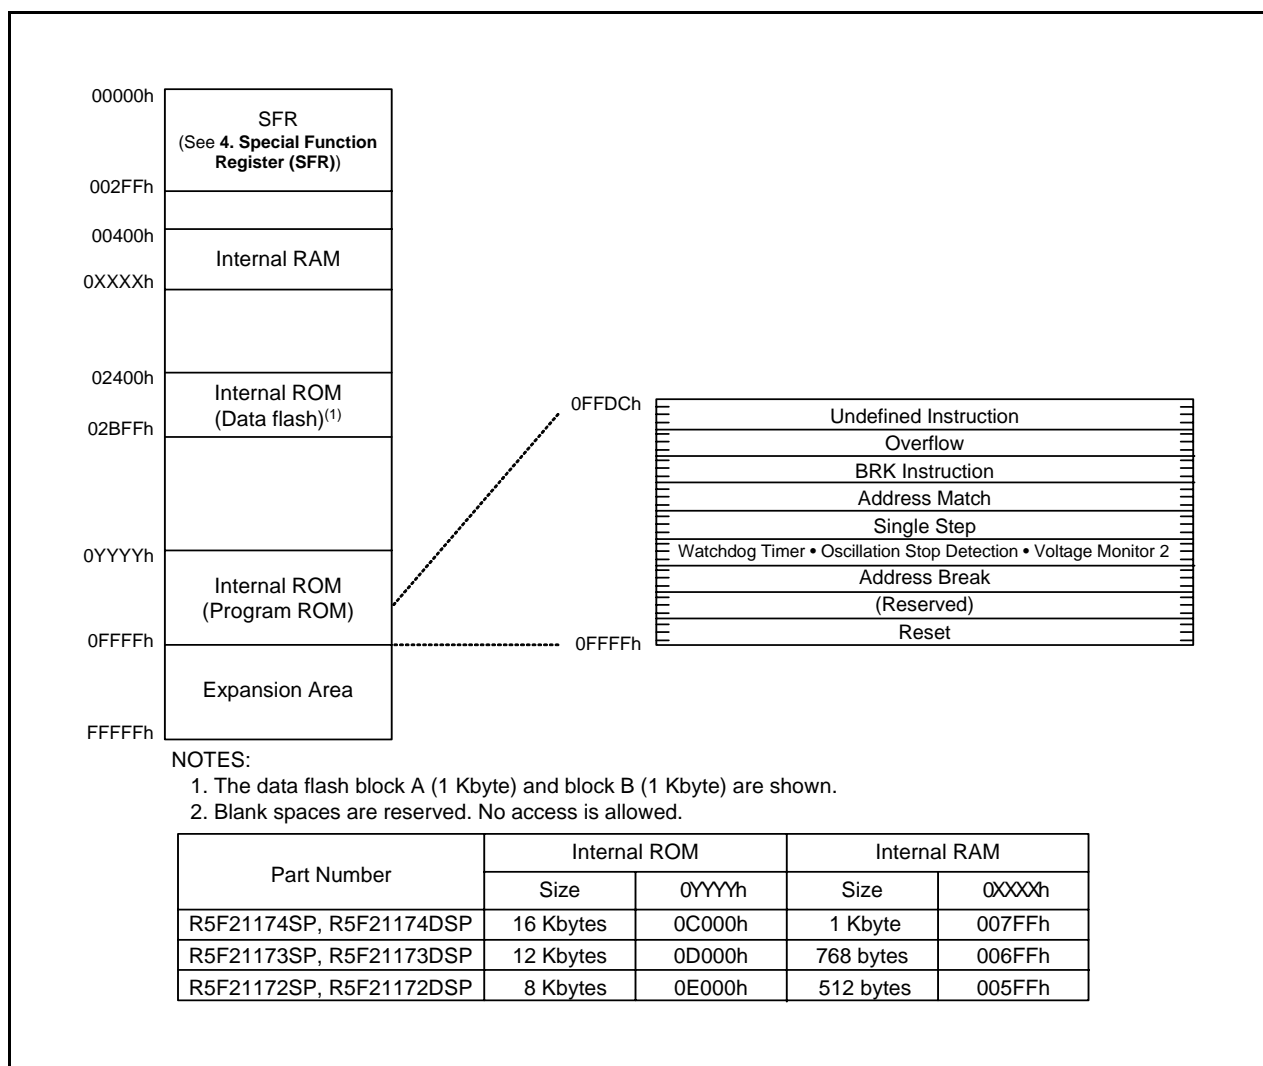 00000h
SFR
(See 4. Special Function
Register (SFR))
002FFh
00400h
Internal RAM
0XXXXh
02400h
Internal ROM
(Data flash)(1)
02BFFh
0YYYYh
Internal ROM
(Program ROM)
0FFFFh
Expansion Area
FFFFFh
0FFDCh
Undefined Instruction
Overflow
BRK Instruction
Address Match
Single Step
Watchdog Timer • Oscillation Stop Detection • Voltage Monitor 2
Address Break
(Reserved)
Reset
0FFFFh
NOTES:
1. The data flash block A (1 Kbyte) and block B (1 Kbyte) are shown.
2. Blank spaces are reserved. No access is allowed.
Part Number Internal ROM Internal RAM
Size 0YYYYh Size 0XXXXh
R5F21174SP, R5F21174DSP 16 Kbytes 0C000h 1 Kbyte 007FFh
R5F21173SP, R5F21173DSP 12 Kbytes 0D000h 768 bytes 006FFh
R5F21172SP, R5F21172DSP 8 Kbytes 0E000h 512 bytes 005FFh